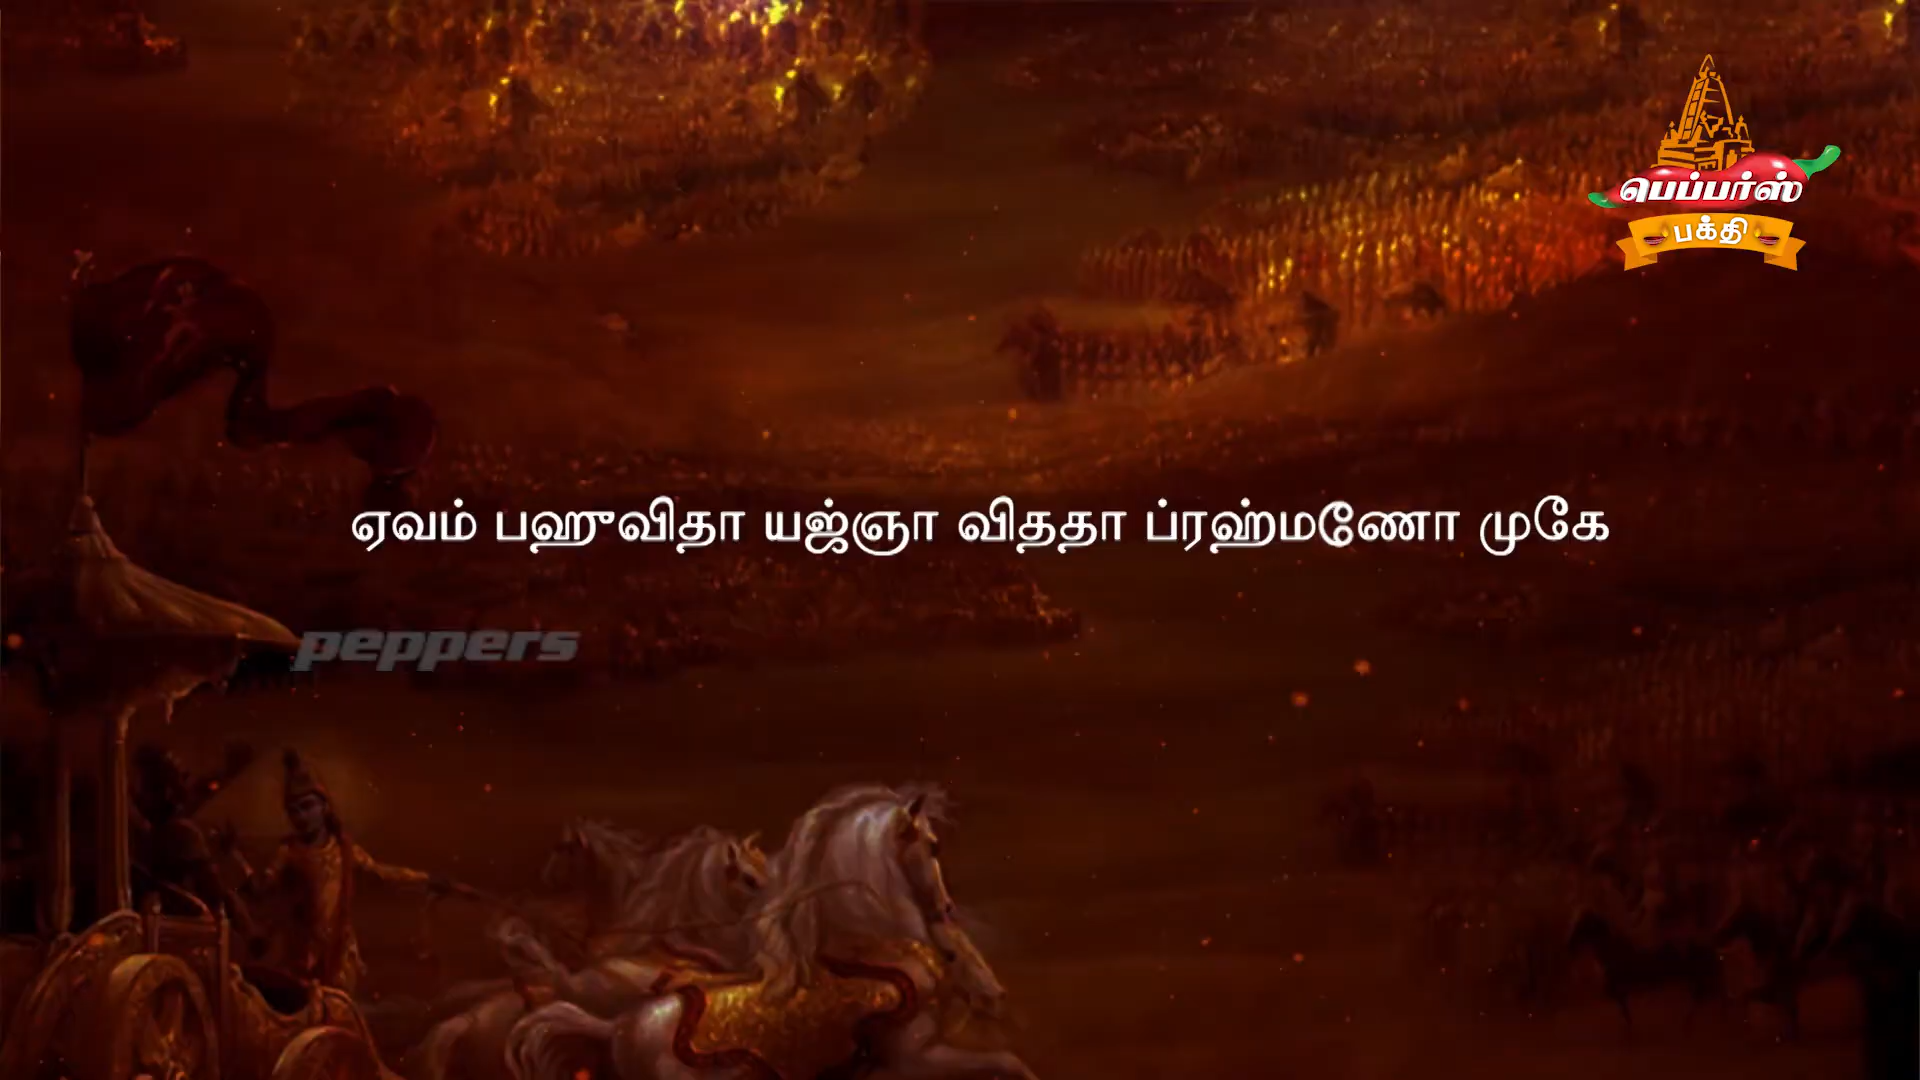 பெப்பர்ஸ்
பக்தி
ஏவம் பஹுவிதா யஜ்ஞா விததா ப்ரஹ்மணோ முகே
peppers